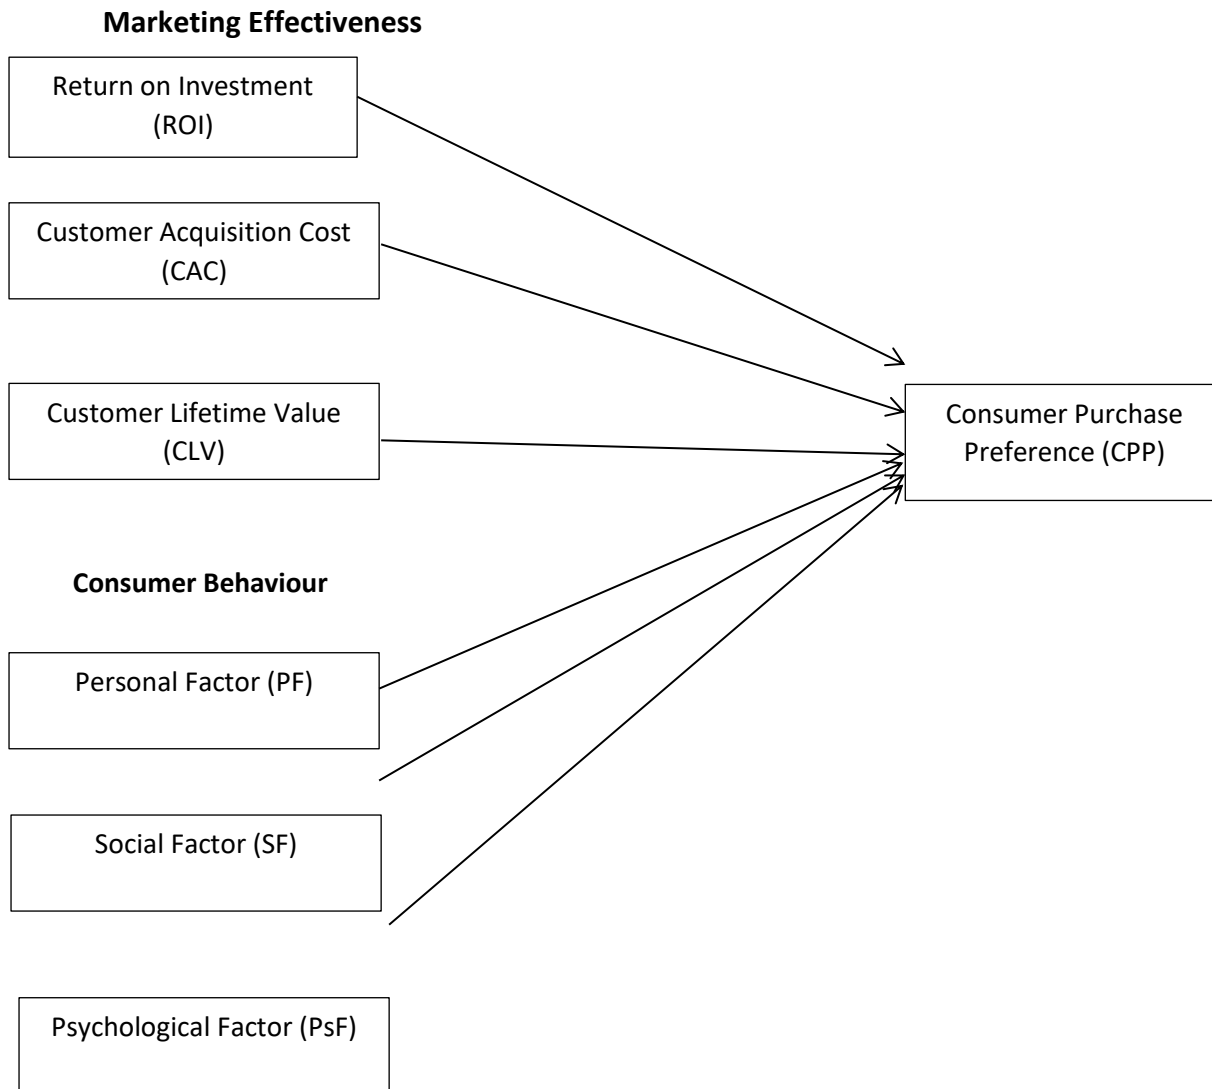 Marketing Effectiveness
Return on Investment
(ROI)
Customer Acquisition Cost
(CAC)
Customer Lifetime Value
(CLV)
Consumer Purchase
Preference (CPP)
Consumer Behaviour
Personal Factor (PF)
Social Factor (SF)
Psychological Factor (PsF)